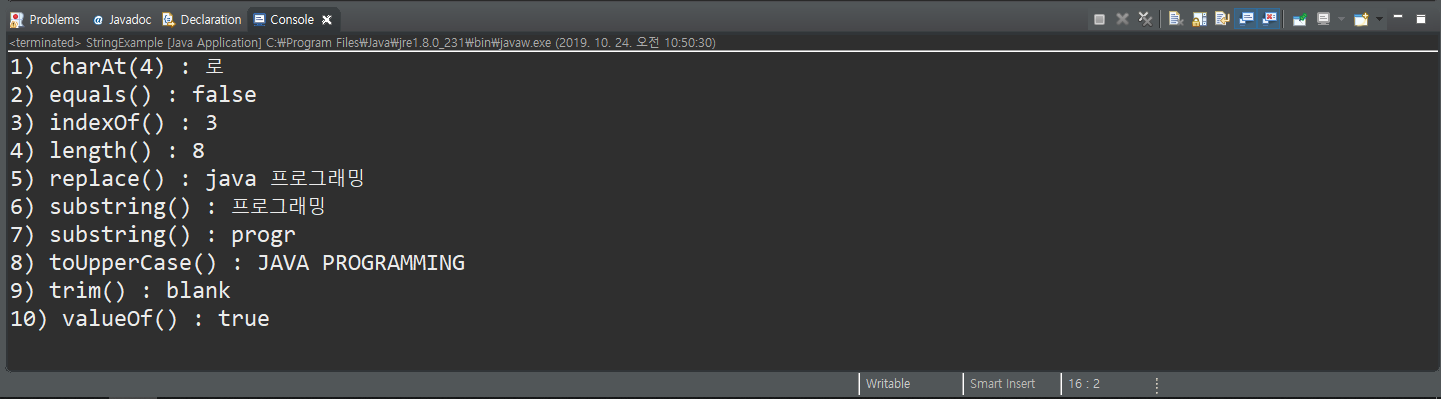 Problems Javadoc Declaration Console
<terminated> StringExample [Java Application] C:₩Program Files₩Java₩jre1.8.0_231₩bin₩javaw.exe (2019. 10. 24. 오전 10:50:30)
1) charAt(4) : 로
2) equals() : false
3) indexOf() : 3
4) length() : 8
5) replace() : java 프로그래밍
6) substring() : 프로그래밍
7) substring() : progr
8) toUpperCase() : JAVA PROGRAMMING
9) trim() : blank
10) valueOf() : true
Writable Smart Insert 16 : 2